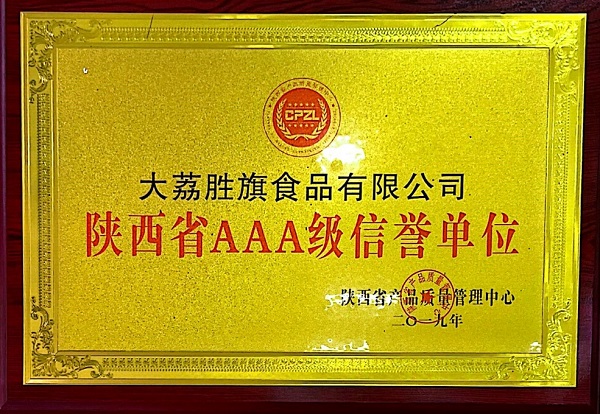 CPZL
大荔胜旗食品有限公司
陕西省AAA级信誉单位
陕西省产品质量管理中心
二〇一九年